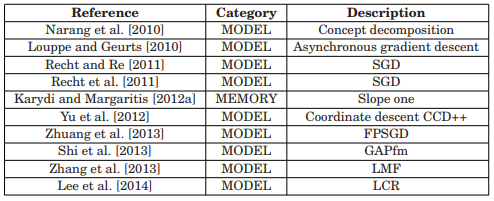 Reference Category Description
Narang et al. [2010] MODEL Concept decomposition
Louppe and Geurts [2010] MODEL Asynchronous gradient descent
Recht and Re [2011] MODEL SGD
Recht et al. [2011] MODEL SGD
Karydi and Margaritis [2012a] MEMORY Slope one
Yu et al. [2012] MODEL Coordinate descent CCD++
Zhuang et al. [2013] MODEL FPSGD
Shi et al. [2013] MODEL GAPfm
Zhang et al. [2013] MODEL LMF
Lee et al. [2014] MODEL LCR